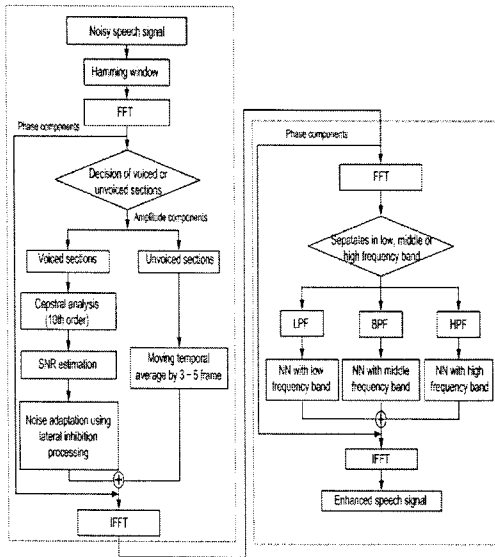 Noisy speech signal
Hamming window
FFT
Phase components
Decision of voiced or
unvoiced sections
Amplitude components
Voiced sections
Unvoiced sections
Cepstral analysis
(10th order)
SNR estimation
Moving temporal
average by 3 – 5 frame
Noise adaptation using
lateral inhibition
processing
IFFT
Phase components
FFT
Sepatates in low, middle or
high frequency band
LPF
BPF
HPF
NN with low
frequency band
NN with middle
frequency band
NN with high
frequency band
IFFT
Enhanced speech signal